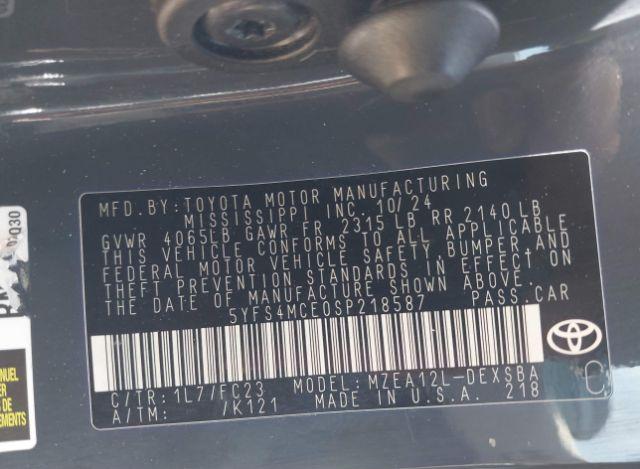 MFD. BY: TOYOTA MOTOR MANUFACTURING
MISSISSIPPI INC. 10/24
GVWR 4065LB GAWR FR 2315 LB RR 2140 LB
THIS VEHICLE CONFORMS TO ALL APPLICABLE
FEDERAL MOTOR VEHICLE SAFETY, BUMPER, AND
THEFT PREVENTION STANDARDS IN EFFECT ON
THE DATE OF MANUFACTURE SHOWN ABOVE.
5YFS4MCE0SP218587 PASS. CAR
C/TR: 1L7/FC23 MODEL: MZEA12L-DEXSBA
A/TM: /K121 MADE IN U.S.A. 218
C